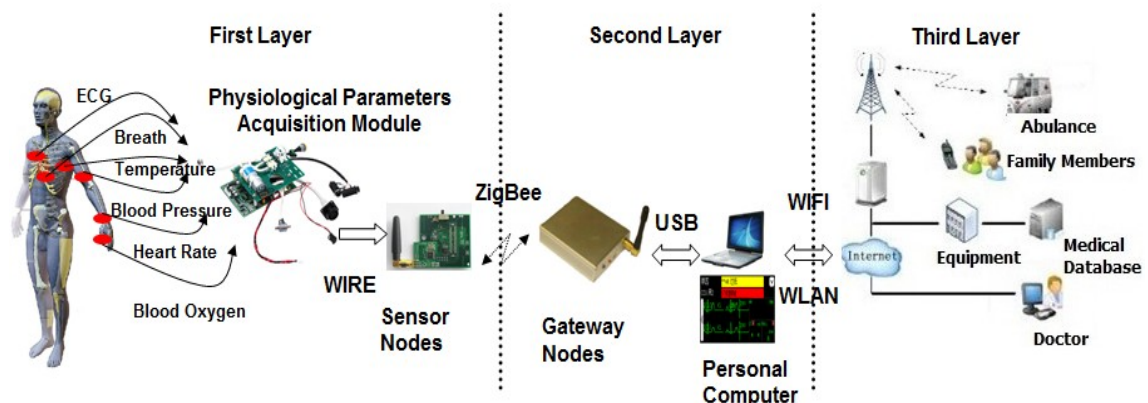 First Layer
Second Layer
Third Layer
ECG
Breath
Temperature
Blood Pressure
Heart Rate
Blood Oxygen
Physiological Parameters
Acquisition Module
WIRE
Sensor
Nodes
ZigBee
Gateway
Nodes
USB
Personal
Computer
WIFI
WLAN
Abulance
Family Members
Internet
Equipment
Medical
Database
Doctor